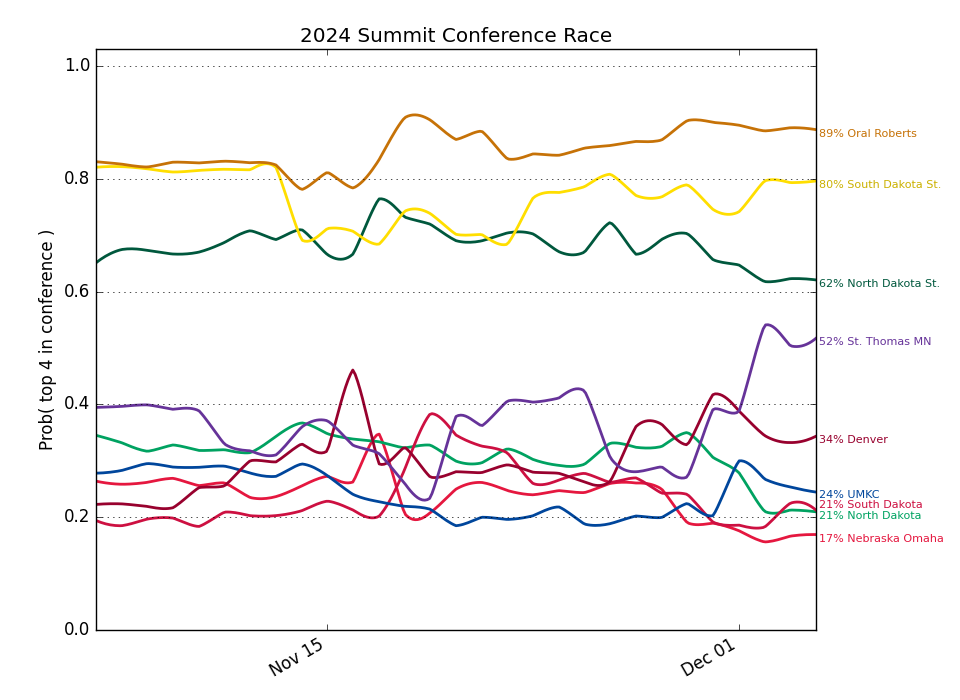 2024 Summit Conference Race
Prob( top 4 in conference )
1.0
0.8
0.6
0.4
0.2
0.0
Nov 15
Dec 01
89% Oral Roberts
80% South Dakota St.
62% North Dakota St.
52% St. Thomas MN
34% Denver
24% UMKC
21% South Dakota
21% North Dakota
17% Nebraska Omaha